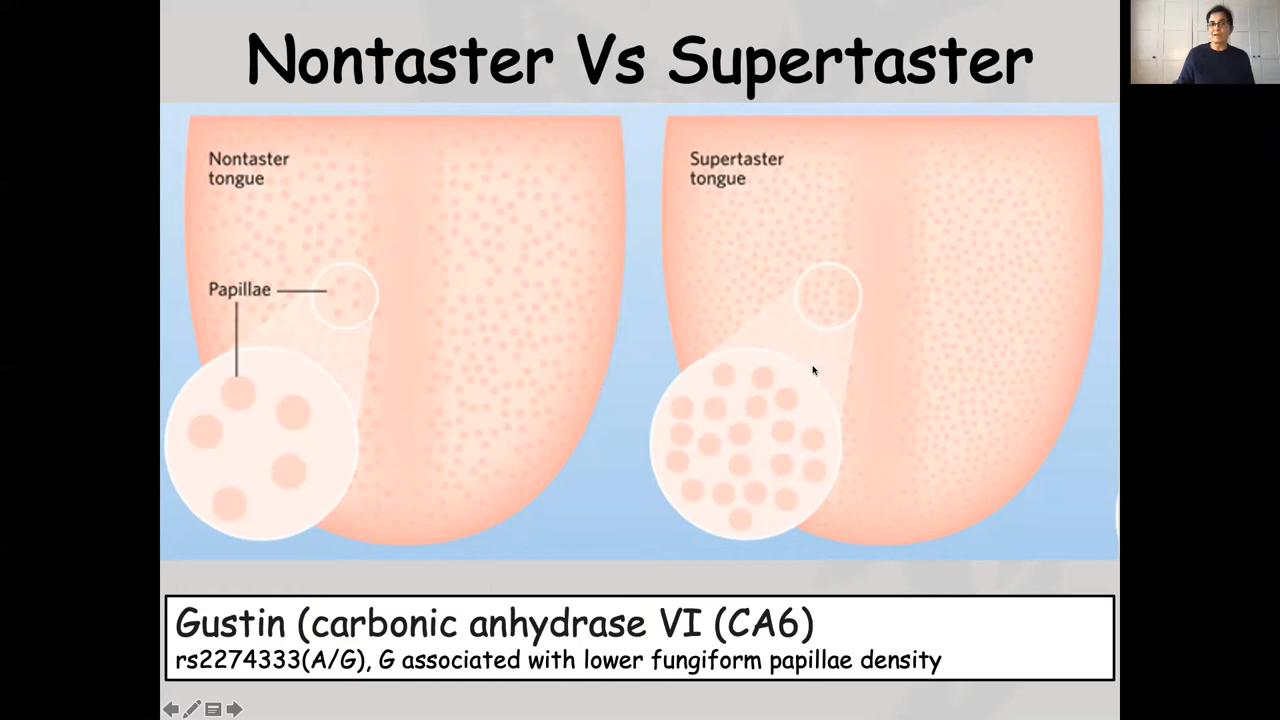 Nontaster Vs Supertaster
Nontaster
tongue
Papillae
Supertaster
tongue
Gustin (carbonic anhydrase VI (CA6)
rs2274333(A/G), G associated with lower fungiform papillae density